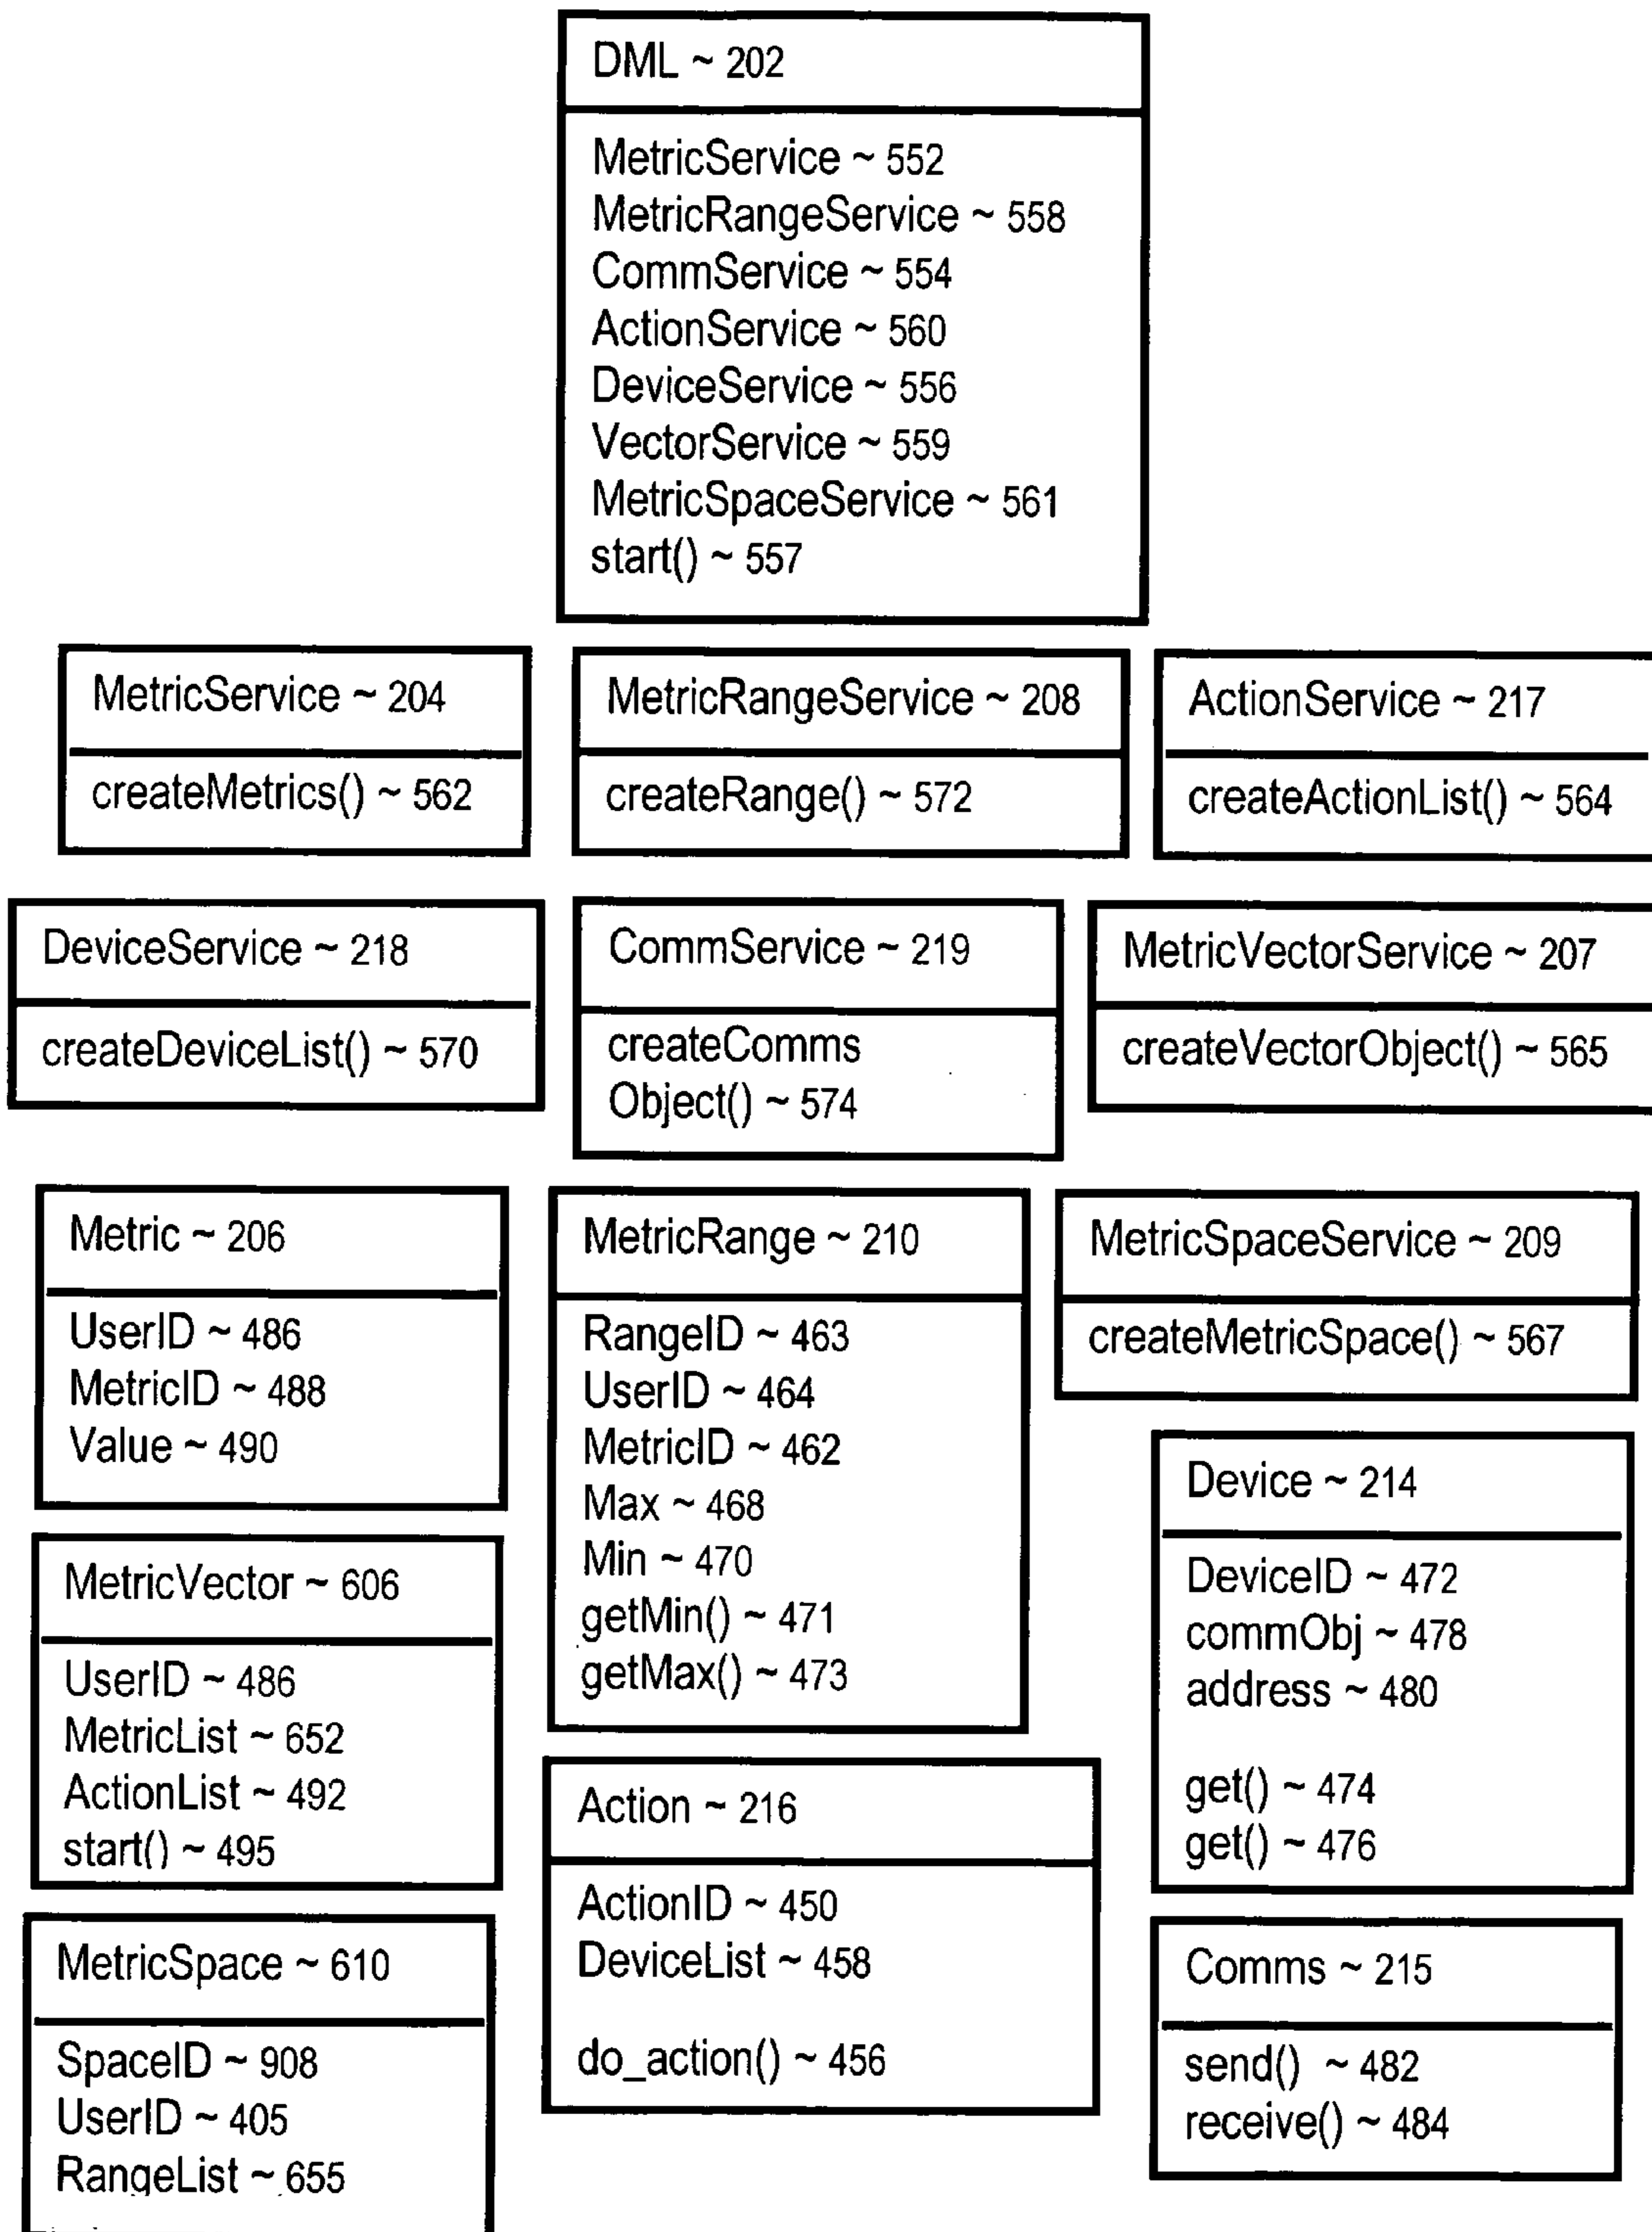 DML ~ 202
MetricService ~ 552
MetricRangeService ~ 558
CommService ~ 554
ActionService ~ 560
DeviceService ~ 556
VectorService ~ 559
MetricSpaceService ~ 561
start() ~ 557
MetricService ~ 204
createMetrics() ~ 562
MetricRangeService ~ 208
createRange() ~ 572
ActionService ~ 217
createActionList() ~ 564
DeviceService ~ 218
createDeviceList() ~ 570
CommService ~ 219
createComms
Object() ~ 574
MetricVectorService ~ 207
createVectorObject() ~ 565
Metric ~ 206
UserID ~ 486
MetricID ~ 488
Value ~ 490
MetricRange ~ 210
RangeID ~ 463
UserID ~ 464
MetricID ~ 462
Max ~ 468
Min ~ 470
getMin() ~ 471
getMax() ~ 473
MetricSpaceService ~ 209
createMetricSpace() ~ 567
Device ~ 214
DeviceID ~ 472
commObj ~ 478
address ~ 480
get() ~ 474
get() ~ 476
MetricVector ~ 606
UserID ~ 486
MetricList ~ 652
ActionList ~ 492
start() ~ 495
Action ~ 216
ActionID ~ 450
DeviceList ~ 458
do_action() ~ 456
MetricSpace ~ 610
SpaceID ~ 908
UserID ~ 405
RangeList ~ 655
Comms ~ 215
send() ~ 482
receive() ~ 484